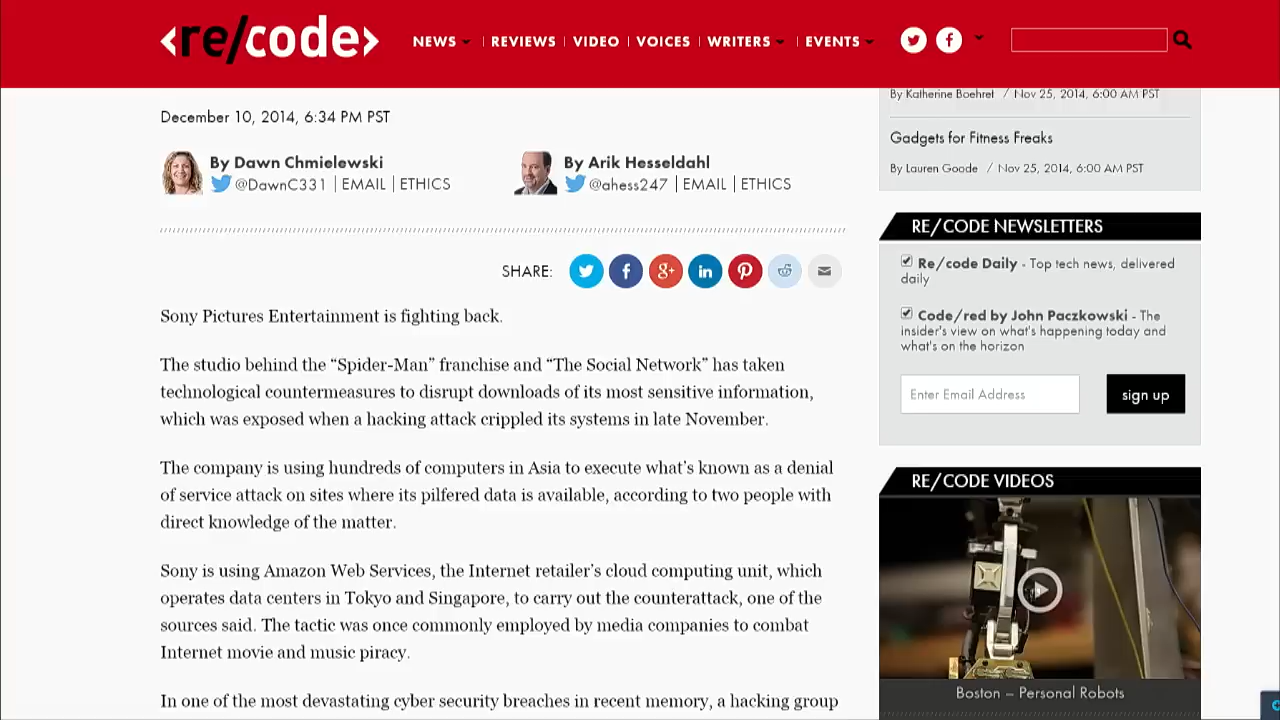 <re/code>
NEWS
REVIEWS
VIDEO
VOICES
WRITERS
EVENTS
December 10, 2014, 6:34 PM PST
By Dawn Chmielewski
@DawnC331 | EMAIL | ETHICS
By Arik Hesseldahl
@ahess247 | EMAIL | ETHICS
SHARE:
Sony Pictures Entertainment is fighting back.
The studio behind the “Spider-Man” franchise and “The Social Network” has taken
technological countermeasures to disrupt downloads of its most sensitive information,
which was exposed when a hacking attack crippled its systems in late November.
The company is using hundreds of computers in Asia to execute what’s known as a denial
of service attack on sites where its pilfered data is available, according to two people with
direct knowledge of the matter.
Sony is using Amazon Web Services, the Internet retailer’s cloud computing unit, which
operates data centers in Tokyo and Singapore, to carry out the counterattack, one of the
sources said. The tactic was once commonly employed by media companies to combat
Internet movie and music piracy.
In one of the most devastating cyber security breaches in recent memory, a hacking group
By Katherine Boehret / Nov 25, 2014, 6:00 AM PST
Gadgets for Fitness Freaks
By Lauren Goode / Nov 25, 2014, 6:00 AM PST
RE/CODE NEWSLETTERS
Re/code Daily - Top tech news, delivered
daily
Code/red by John Paczkowski - The
insider's view on what's happening today and
what's on the horizon
Enter Email Address
sign up
RE/CODE VIDEOS
Boston – Personal Robots